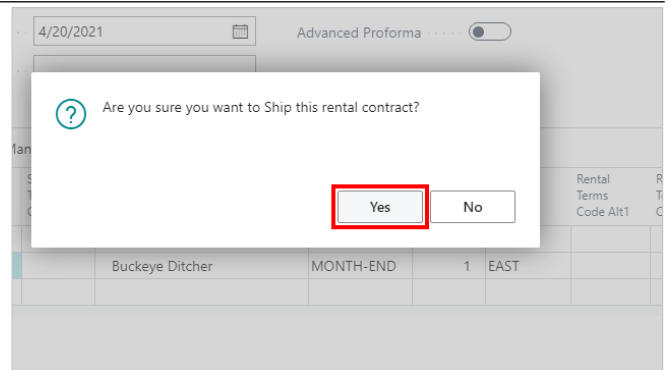 4/20/2021
Advanced Proforma
Are you sure you want to Ship this rental contract?
Yes
No
Rental
Terms
Code Alt1
Buckeye Ditcher
MONTH-END
1
EAST